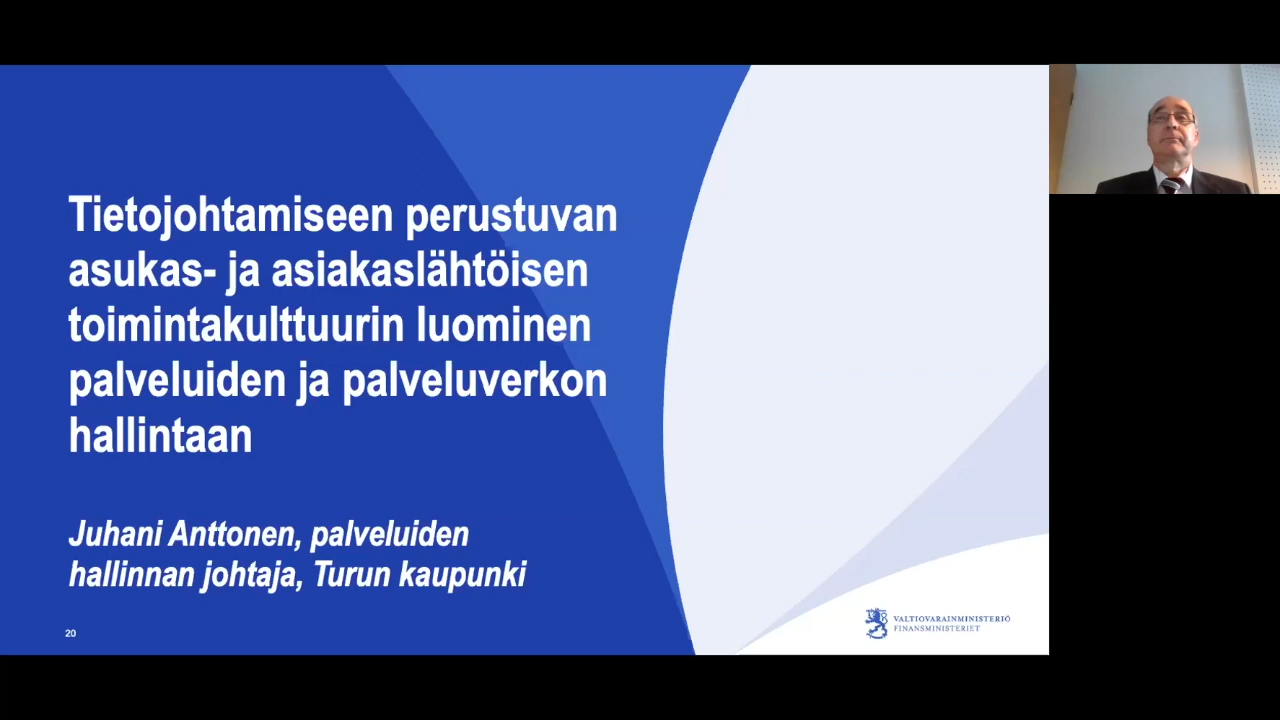 Tietojohtamiseen perustuvan
asukas- ja asiakaslähtöisen
toimintakulttuurin luominen
palveluiden ja palveluverkon
hallintaan
Juhani Anttonen, palveluiden
hallinnan johtaja, Turun kaupunki
20
VALTIOVARAINMINISTERIÖ
FINANSMINISTERIET